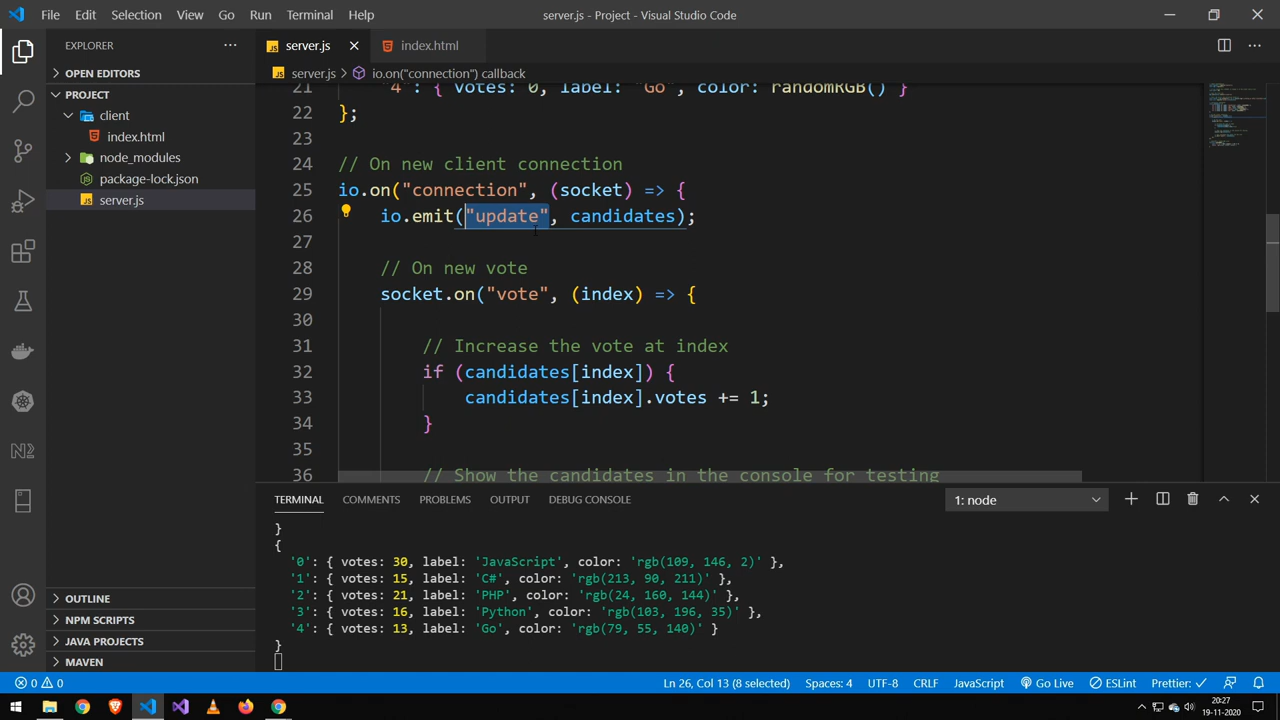 File Edit Selection View Go Run Terminal Help
server.js - Project - Visual Studio Code
EXPLORER
server.js
index.html
OPEN EDITORS
server.js > io.on("connection") callback
PROJECT
client
index.html
node_modules
package-lock.json
server.js
21 '4': { votes: 0, label: "Go", color: randomRGB() }
22 };
23
24 // On new client connection
25 io.on("connection", (socket) => {
26 io.emit("update", candidates);
27
28 // On new vote
29 socket.on("vote", (index) => {
30
31 // Increase the vote at index
32 if (candidates[index]) {
33 candidates[index].votes += 1;
34 }
35
36 // Show the candidates in the console for testing
TERMINAL COMMENTS PROBLEMS OUTPUT DEBUG CONSOLE
1: node
}
{
'0': { votes: 30, label: 'JavaScript', color: 'rgb(109, 146, 2)' },
'1': { votes: 15, label: 'C#', color: 'rgb(213, 90, 211)' },
'2': { votes: 21, label: 'PHP', color: 'rgb(24, 160, 144)' },
'3': { votes: 16, label: 'Python', color: 'rgb(103, 196, 35)' },
'4': { votes: 13, label: 'Go', color: 'rgb(79, 55, 140)' }
}
OUTLINE
NPM SCRIPTS
JAVA PROJECTS
MAVEN
0 0
Ln 26, Col 13 (8 selected) Spaces: 4 UTF-8 CRLF JavaScript Go Live ESLint Prettier: ✓
20:27
19-11-2020